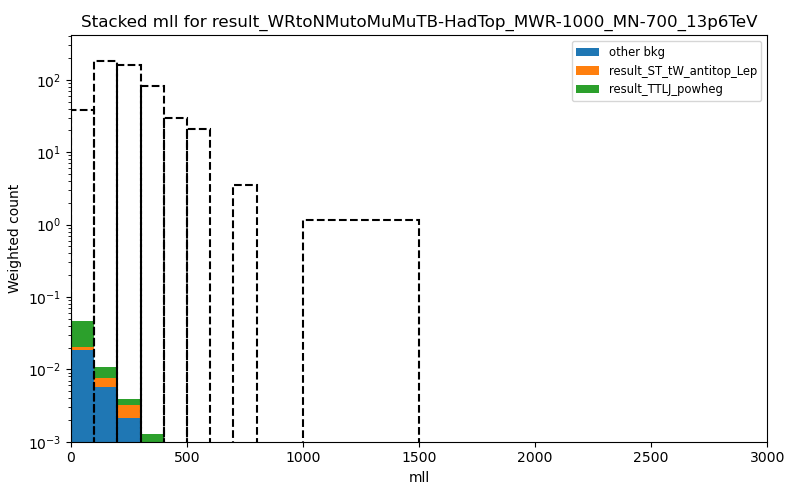 Stacked mll for result_WRtoNMutoMuMuTB-HadTop_MWR-1000_MN-700_13p6TeV
other bkg
result_ST_tW_antitop_Lep
result_TTLJ_powheg
Weighted count
10²
10¹
10⁰
10⁻¹
10⁻²
10⁻³
0 500 1000 1500 2000 2500 3000
mll